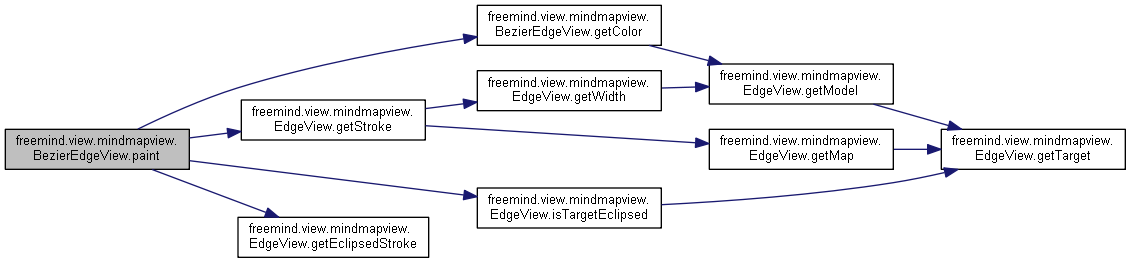 freemind.view.mindmapview.
BezierEdgeView.paint
freemind.view.mindmapview.
BezierEdgeView.getColor
freemind.view.mindmapview.
EdgeView.getStroke
freemind.view.mindmapview.
EdgeView.getWidth
freemind.view.mindmapview.
EdgeView.getModel
freemind.view.mindmapview.
EdgeView.getMap
freemind.view.mindmapview.
EdgeView.getTarget
freemind.view.mindmapview.
EdgeView.isTargetEclipsed
freemind.view.mindmapview.
EdgeView.getEclipsedStroke